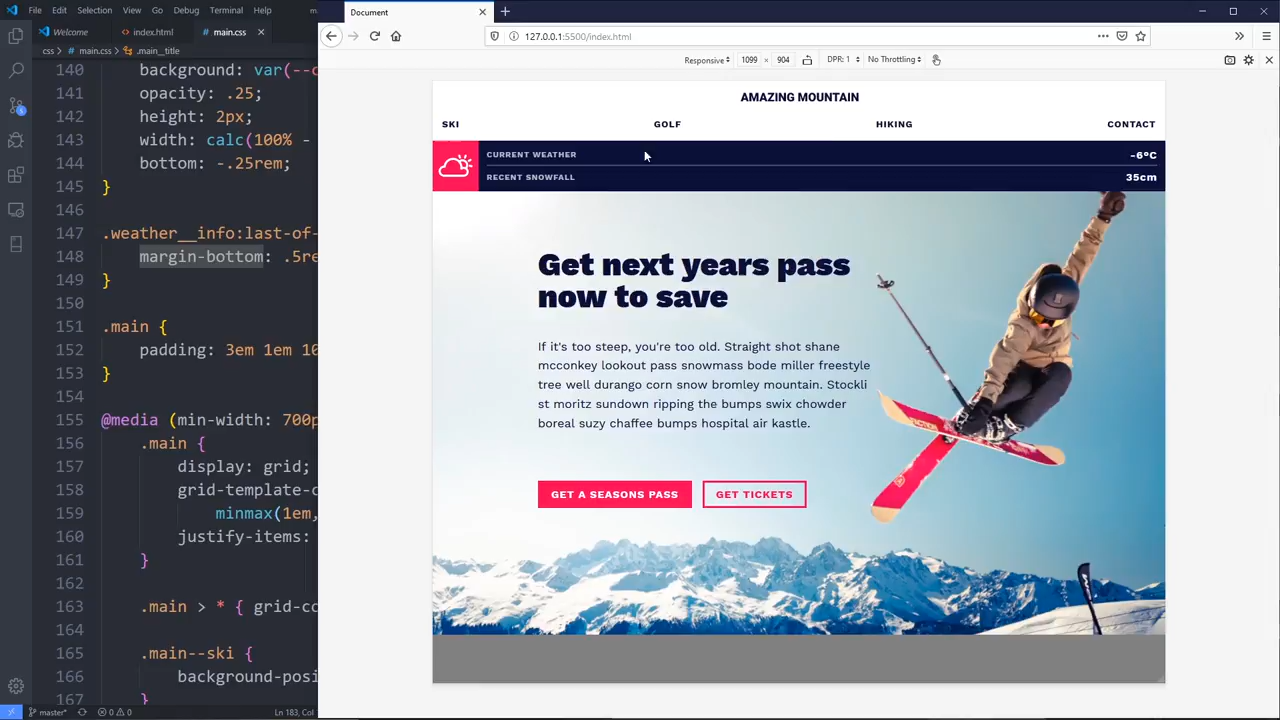 File Edit Selection View Go Debug Terminal
Document
Welcome
index.html
main.css
127.0.0.1:5500/index.html
css > main.css > .main_title
Responsive 1099 × 904 DPR: 1 No Throttling
140 background: var(--c
141 opacity: .25;
142 height: 2px;
143 width: calc(100% -
144 bottom: -.25rem;
145 }
146
147 .weather__info:last-of-
148 margin-bottom: .5re
149 }
150
151 .main {
152 padding: 3em 1em 10
153 }
154
155 @media (min-width: 700p
156 .main {
157 display: grid;
158 grid-template-c
159 minmax(1em,
160 justify-items:
161 }
162
163 .main > * { grid-co
164
165 .main--ski {
166 background-posi
167 }
master* 0 0 Ln 183, Col
AMAZING MOUNTAIN
SKI GOLF HIKING CONTACT
CURRENT WEATHER -6ºC
RECENT SNOWFALL 35cm
Get next years pass
now to save
If it's too steep, you're too old. Straight shot shane
mcconkey lookout pass snowmass bode miller freestyle
tree well durango corn snow bromley mountain. Stockli
st moritz sundown ripping the bumps swix chowder
boreal suzy chaffee bumps hospital air kastle.
GET A SEASONS PASS GET TICKETS